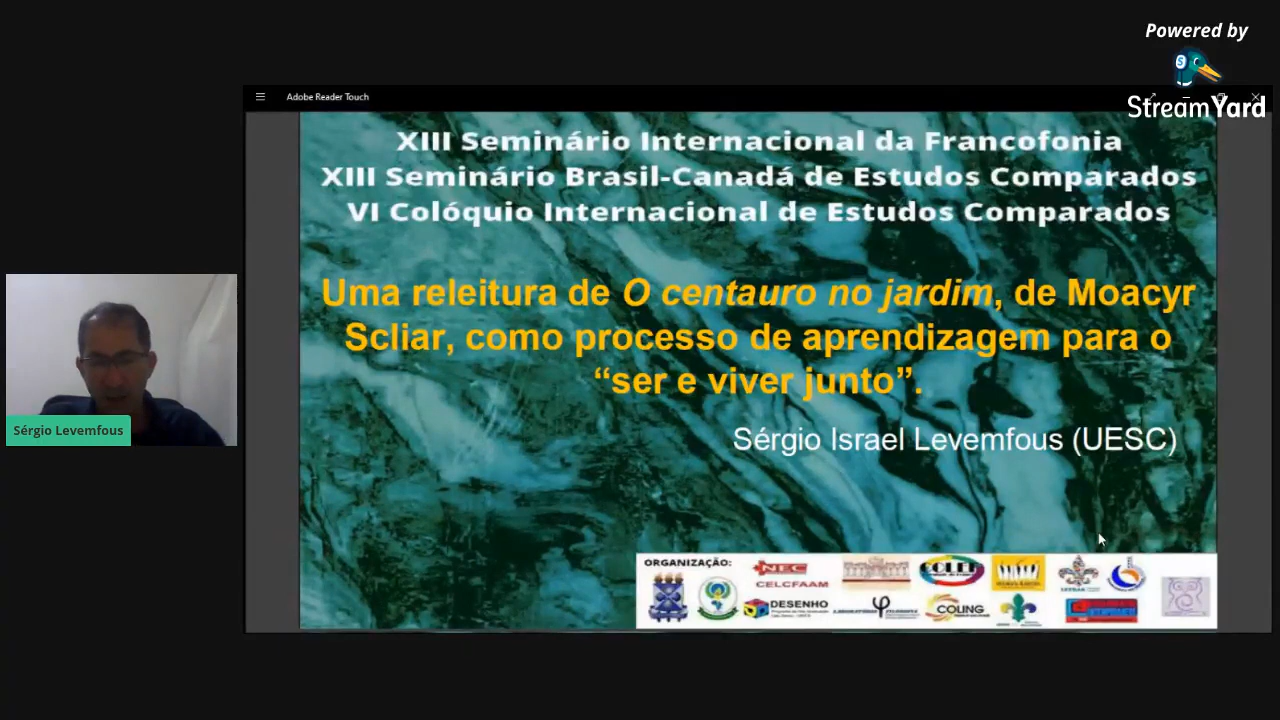 Powered by
StreamYard
Adobe Reader Touch
XIII Seminário Internacional da Francofonia
XIII Seminário Brasil-Canadá de Estudos Comparados
VI Colóquio Internacional de Estudos Comparados
Uma releitura de O centauro no jardim, de Moacyr
Scliar, como processo de aprendizagem para o
“ser e viver junto”.
Sérgio Israel Levemfous (UESC)
Sérgio Levemfous
ORGANIZAÇÃO:
NEC
CELCFAAM
DESENHO
COLING